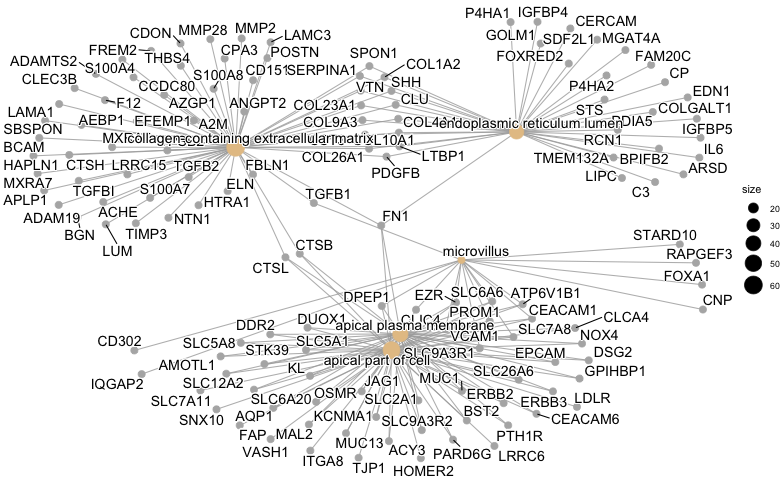 P4HA1 IGFBP4
CDON MMP28 MMP2
CERCAM
LAMC3
GOLM1 SDF2L1 MGAT4A
FREM2 THBS4 CPA3 POSTN
SPON1
FOXRED2
FAM20C
ADAMTS2
S100A4 S100A8 CD151 SERPINA1 COL1A2
CP
CLEC3B
CCDC80
VTN SHH
P4HA2
EDN1
F12 AZGP1 ANGPT2 COL23A1 CLU
STS COLGALT1
LAMA1
AEBP1 EFEMP1 A2M COL9A3
endoplasmic reticulum lumen
PDIA5
SBSPON
collagen-containing extracellular matrix
IGFBP5
BCAM
RCN1
IL6
COL26A1 LTBP1
TMEM132A BPIFB2
HAPLN1 CTSH LRRC15 TGFB2 FBLN1
PDGFB
LIPC
ARSD
MXRA7
TGFBI S100A7 ELN
TGFB1
C3
APLP1
HTRA1
ADAM19 ACHE NTN1
FN1
BGN TIMP3
LUM
STARD10
CTSB
microvillus
RAPGEF3
CTSL
FOXA1
DPEP1 EZR SLC6A6 ATP6V1B1
CNP
CLIC4 PROM1 CEACAM1
DDR2 DUOX1
apical plasma membrane
CLCA4
CD302 SLC5A8 SLC5A1 VCAM1 SLC7A8 NOX4
STK39
apical part of cell
SLC9A3R1 EPCAM DSG2
AMOTL1 KL
SLC26A6 GPIHBP1
IQGAP2
SLC12A2 JAG1 MUC1
SLC7A11 SLC6A20 OSMR SLC2A1 ERBB2 ERBB3 LDLR
SNX10 AQP1 KCNMA1 SLC9A3R2 BST2 CEACAM6
FAP MAL2 MUC13 PTH1R
VASH1 ITGA8 ACY3 PARD6G LRRC6
TJP1 HOMER2
size
20
30
40
50
60